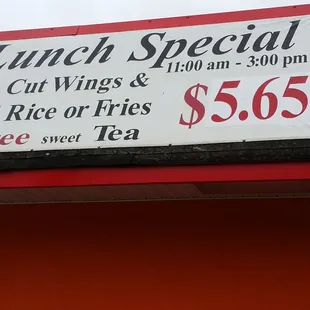 Lunch Special
11:00 am - 3:00 pm
Cut Wings &
Rice or Fries
$5.65
ee sweet Tea